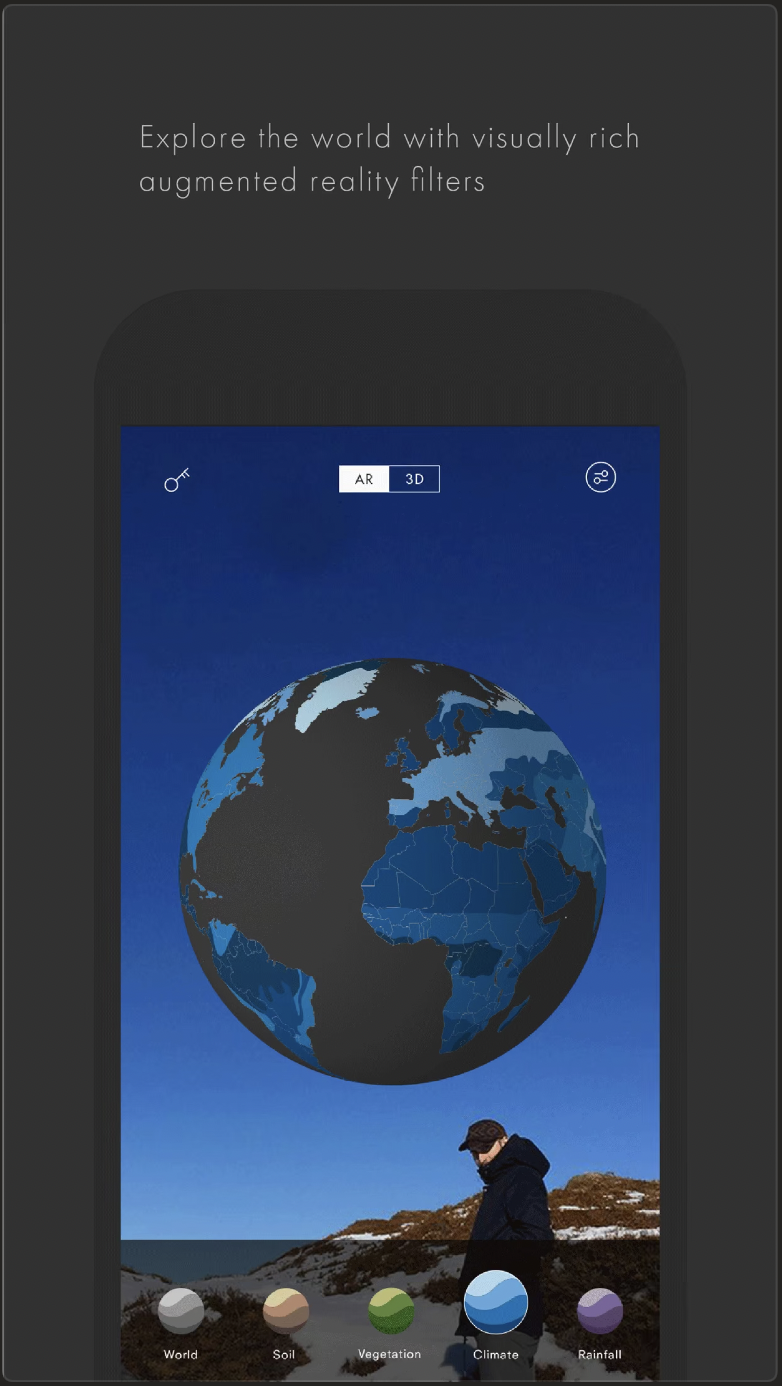 Explore the world with visually rich
augmented reality filters
AR 3D
World Soil Vegetation Climate Rainfall